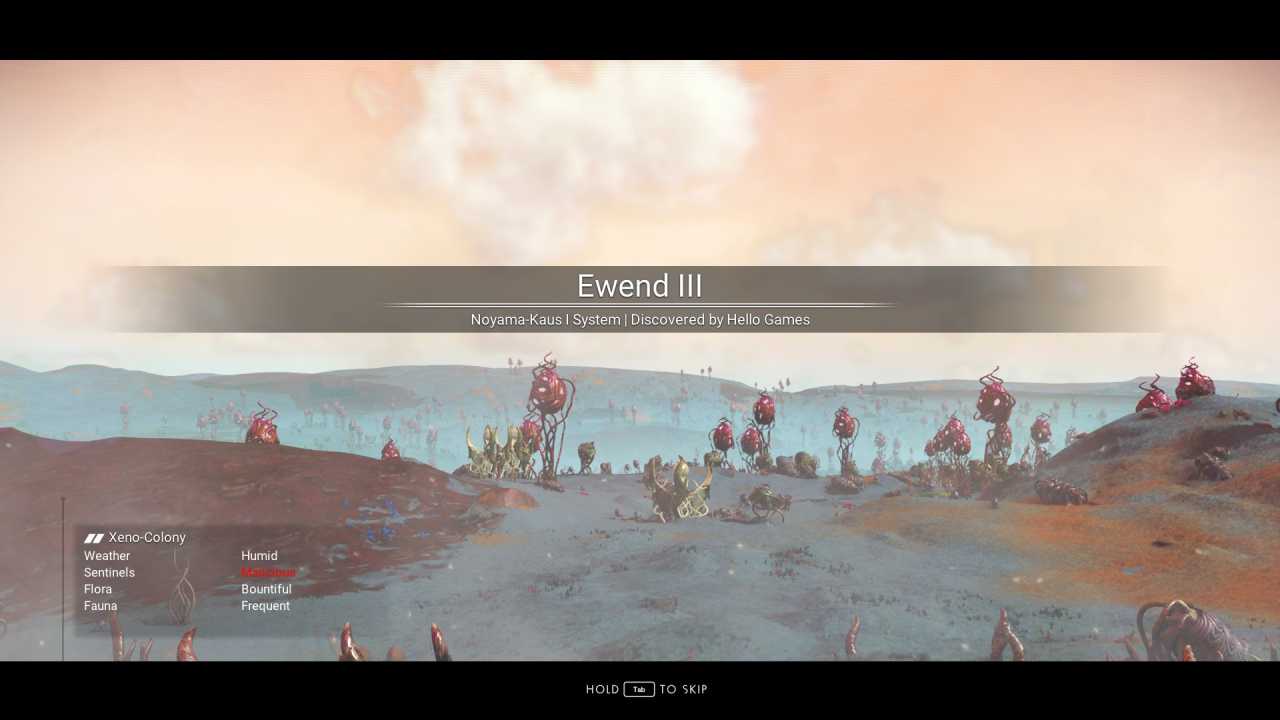 Ewend III
Noyama-Kaus I System | Discovered by Hello Games
Xeno-Colony
Weather Humid
Sentinels Malicious
Flora Bountiful
Fauna Frequent
HOLD Tab TO SKIP